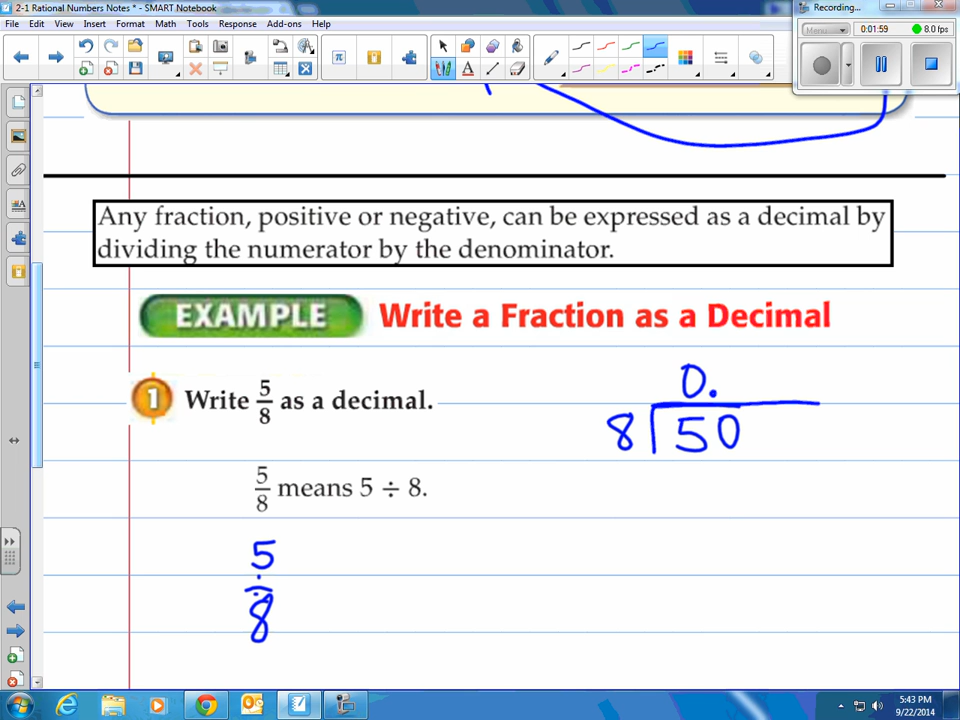 2-1 Rational Numbers Notes * - SMART Notebook
File Edit View Insert Format Math Tools Response Add-ons Help
Recording...
Menu
0:01:59
8.0 fps
Any fraction, positive or negative, can be expressed as a decimal by
dividing the numerator by the denominator.
EXAMPLE Write a Fraction as a Decimal
1 Write 5/8 as a decimal.
0.
8 50
5/8 means 5 ÷ 8.
5
÷
8
5:43 PM
9/22/2014